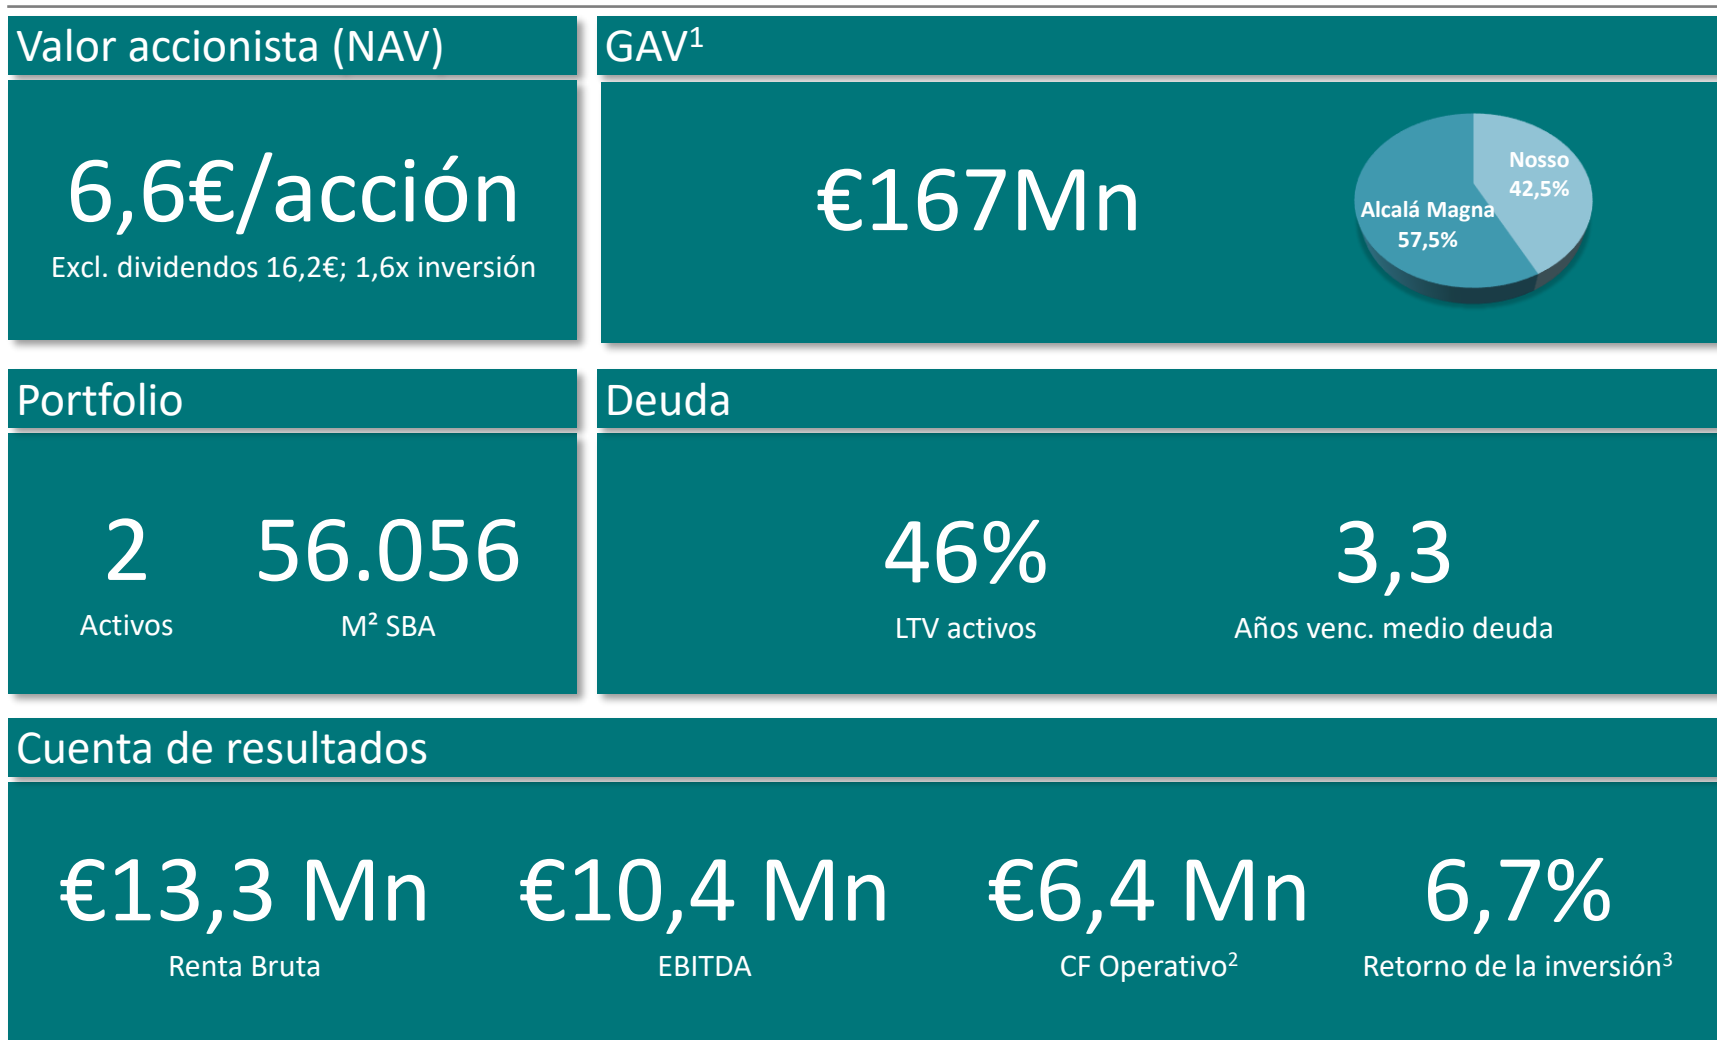 Valor accionista (NAV)
6,6€/acción
Excl. dividendos 16,2€; 1,6x inversión
GAV¹
€167Mn
Nosso
42,5%
Alcalá Magna
57,5%
Portfolio
2
Activos
56.056
M² SBA
Deuda
46%
LTV activos
3,3
Años venc. medio deuda
Cuenta de resultados
€13,3 Mn
Renta Bruta
€10,4 Mn
EBITDA
€6,4 Mn
CF Operativo²
6,7%
Retorno de la inversión³